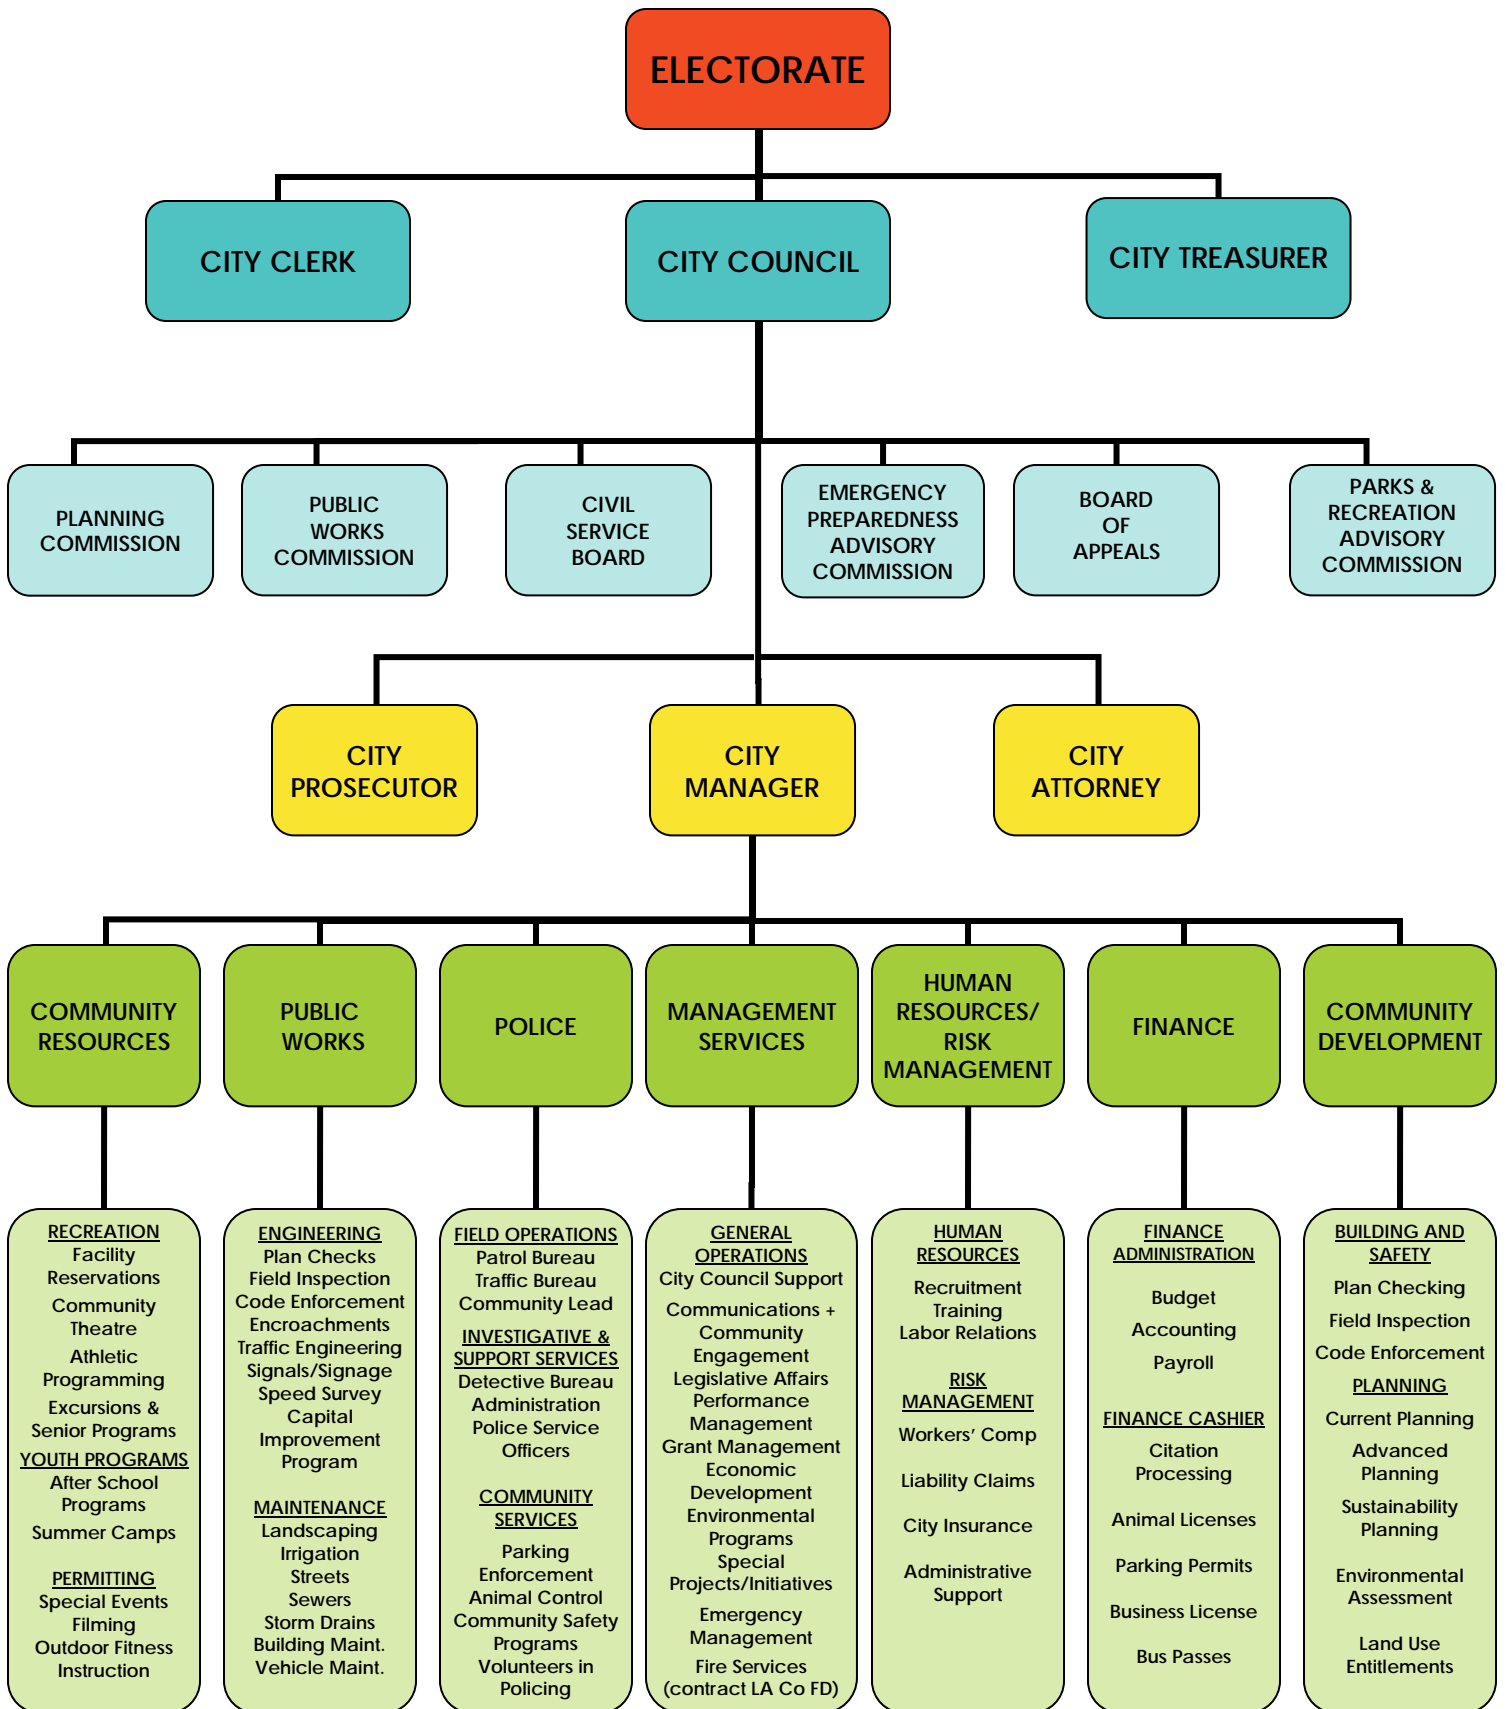 ELECTORATE
CITY CLERK
CITY COUNCIL
CITY TREASURER
PLANNING
COMMISSION
PUBLIC
WORKS
COMMISSION
CIVIL
SERVICE
BOARD
EMERGENCY
PREPAREDNESS
ADVISORY
COMMISSION
BOARD
OF
APPEALS
PARKS &
RECREATION
ADVISORY
COMMISSION
CITY
PROSECUTOR
CITY
MANAGER
CITY
ATTORNEY
COMMUNITY
RESOURCES
PUBLIC
WORKS
POLICE
MANAGEMENT
SERVICES
HUMAN
RESOURCES/
RISK
MANAGEMENT
FINANCE
COMMUNITY
DEVELOPMENT
RECREATION
Facility
Reservations
Community
Theatre
Athletic
Programming
Excursions &
Senior Programs
YOUTH PROGRAMS
After School
Programs
Summer Camps
PERMITTING
Special Events
Filming
Outdoor Fitness
Instruction
ENGINEERING
Plan Checks
Field Inspection
Code Enforcement
Encroachments
Traffic Engineering
Signals/Signage
Speed Survey
Capital
Improvement
Program
MAINTENANCE
Landscaping
Irrigation
Streets
Sewers
Storm Drains
Building Maint.
Vehicle Maint.
FIELD OPERATIONS
Patrol Bureau
Traffic Bureau
Community Lead
INVESTIGATIVE &
SUPPORT SERVICES
Detective Bureau
Administration
Police Service
Officers
COMMUNITY
SERVICES
Parking
Enforcement
Animal Control
Community Safety
Programs
Volunteers in
Policing
GENERAL
OPERATIONS
City Council Support
Communications +
Community
Engagement
Legislative Affairs
Performance
Management
Grant Management
Economic
Development
Environmental
Programs
Special
Projects/Initiatives
Emergency
Management
Fire Services
(contract LA Co FD)
HUMAN
RESOURCES
Recruitment
Training
Labor Relations
RISK
MANAGEMENT
Workers' Comp
Liability Claims
City Insurance
Administrative
Support
FINANCE
ADMINISTRATION
Budget
Accounting
Payroll
FINANCE CASHIER
Citation
Processing
Animal Licenses
Parking Permits
Business License
Bus Passes
BUILDING AND
SAFETY
Plan Checking
Field Inspection
Code Enforcement
PLANNING
Current Planning
Advanced
Planning
Sustainability
Planning
Environmental
Assessment
Land Use
Entitlements